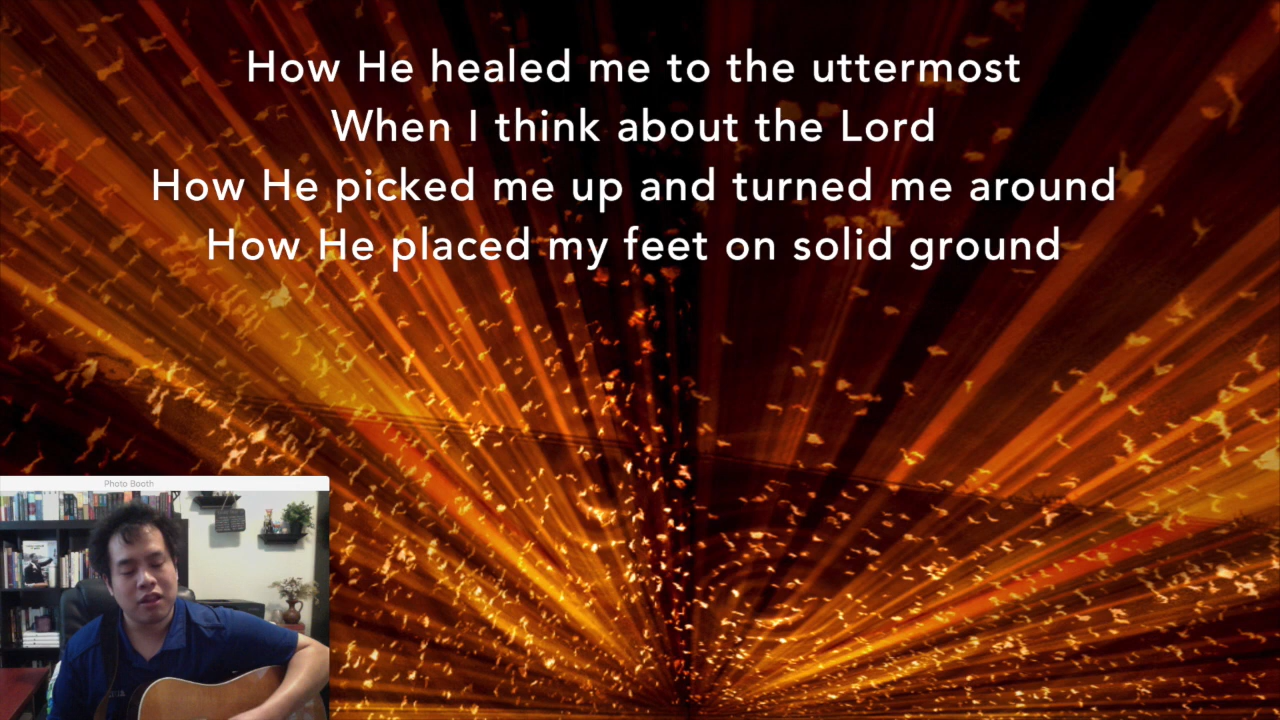 How He healed me to the uttermost
When I think about the Lord
How He picked me up and turned me around
How He placed my feet on solid ground
Photo Booth